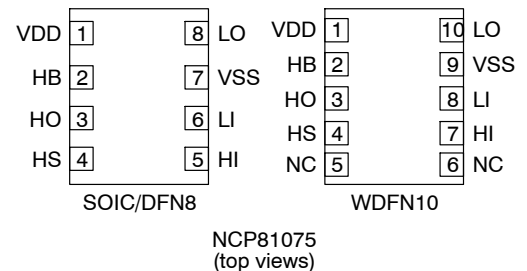 VDD 1 8 LO VDD 1 10 LO
HB 2 7 VSS HB 2 9 VSS
HO 3 6 LI HO 3 8 LI
HS 4 5 HI HS 4 7 HI
NC 5 6 NC
SOIC/DFN8 WDFN10
NCP81075
(top views)